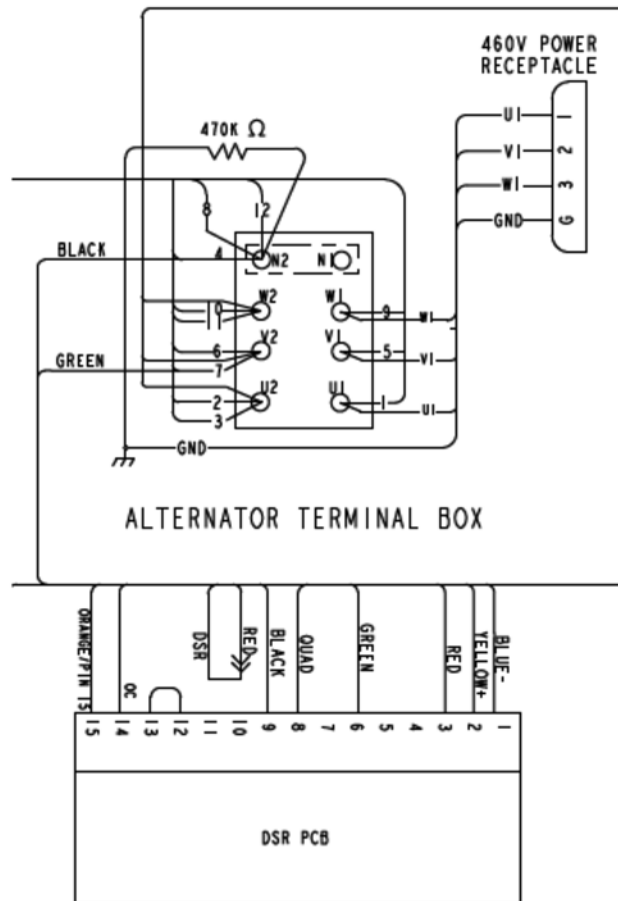 460V POWER
RECEPTACLE
U1
1
V1
2
W1
3
GND
G
470K Ω
8
12
BLACK
4
N2
N1
W2
W1
10
11
9
W1
V2
V1
6
5
V1
GREEN
7
U2
U1
2
1
U1
3
GND
ALTERNATOR TERMINAL BOX
ORANGE/PIN 15
OC
DSR
RED
BLACK
QUAD
GREEN
RED
YELLOW+
BLUE-
15
14
13
12
11
10
9
8
7
6
5
4
3
2
1
DSR PCB